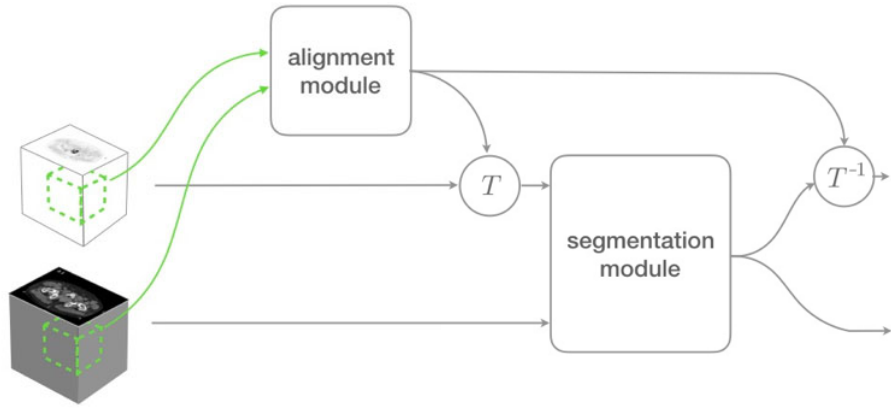 alignment
module
T
T⁻¹
segmentation
module